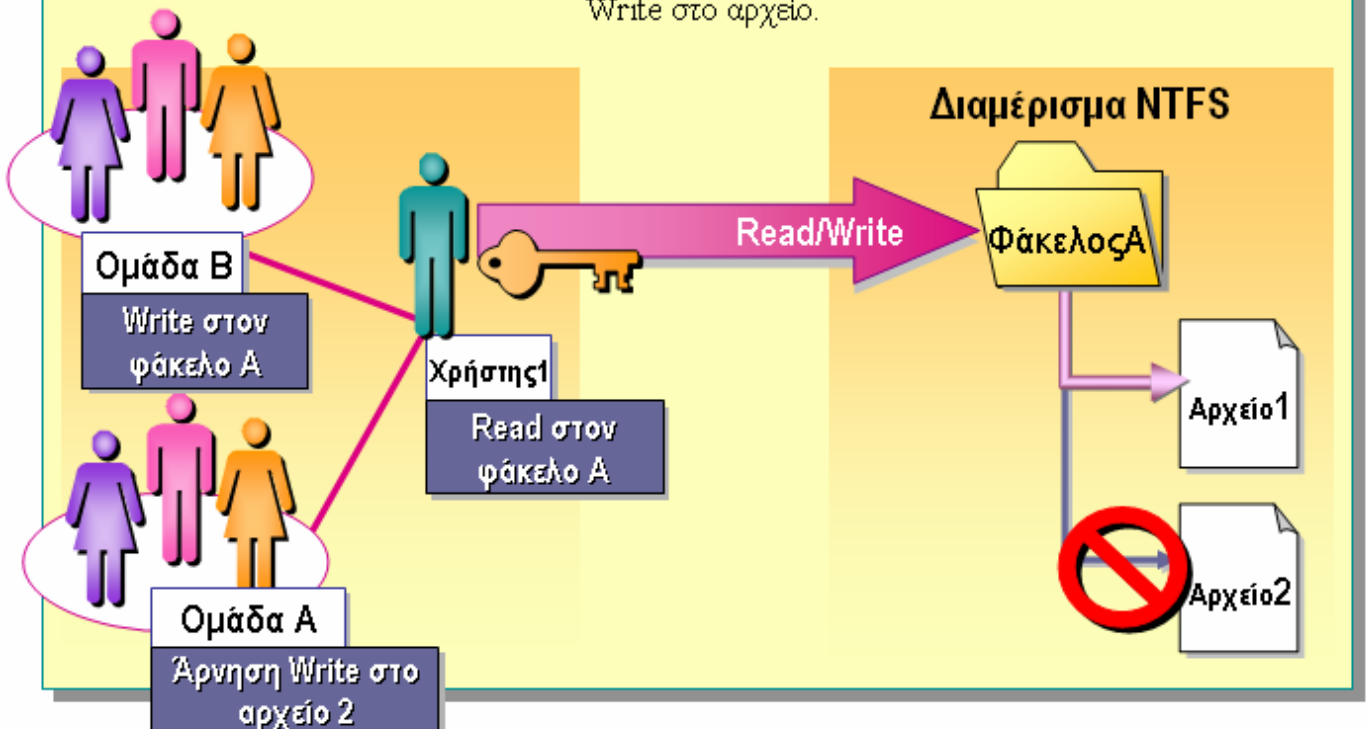 Write στο αρχείο.
Διαμέρισμα NTFS
Read/Write
ΦάκελοςΑ
Ομάδα Β
Write στον
φάκελο Α
Χρήστης1
Read στον
φάκελο Α
Αρχείο1
Αρχείο2
Ομάδα Α
Άρνηση Write στο
αρχείο 2